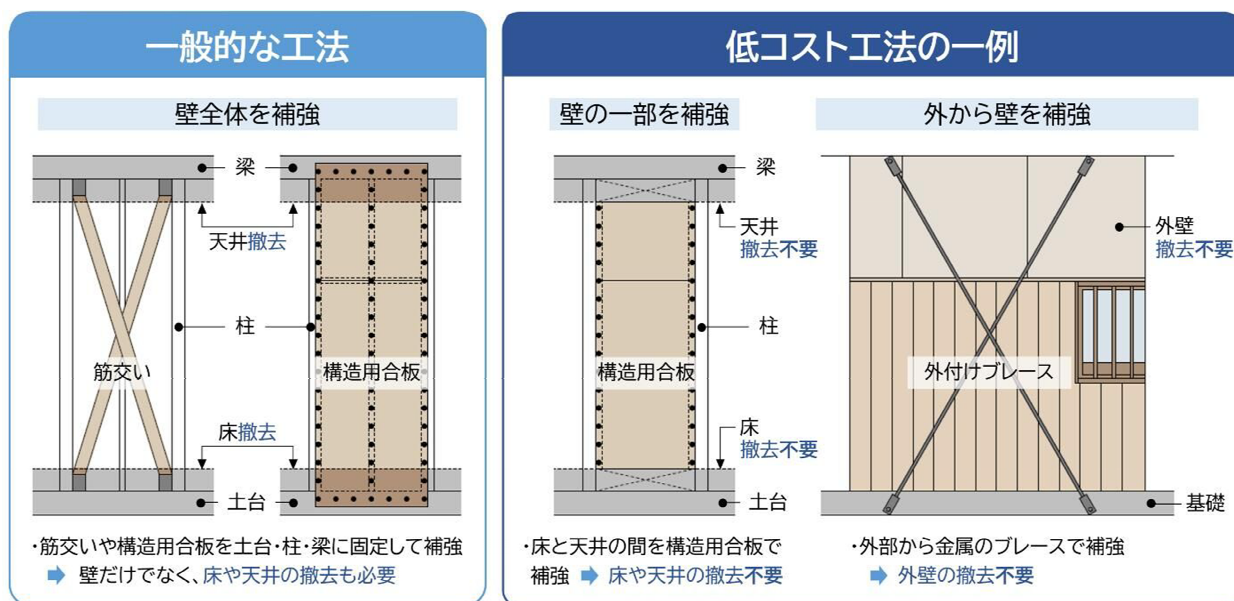 一般的な工法
壁全体を補強
梁
天井撤去
柱
筋交い
構造用合板
床撤去
土台
・筋交いや構造用合板を土台・柱・梁に固定して補強
➡ 壁だけでなく、床や天井の撤去も必要
低コスト工法の一例
壁の一部を補強
梁
天井
撤去不要
柱
構造用合板
床
撤去不要
土台
・床と天井の間を構造用合板で
補強 ➡ 床や天井の撤去不要
外から壁を補強
外壁
撤去不要
外付けブレース
基礎
・外部から金属のブレースで補強
➡ 外壁の撤去不要